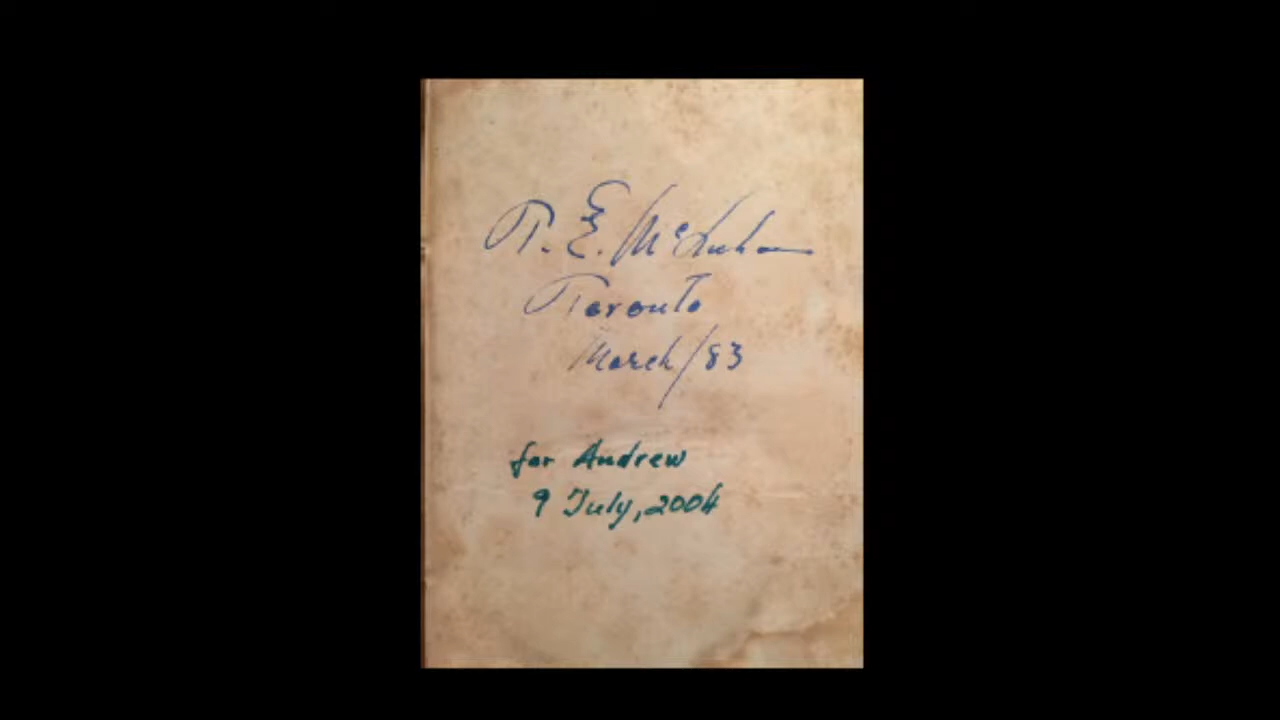 T. E. McLuhan
Toronto
March/83
for Andrew
9 July, 2004